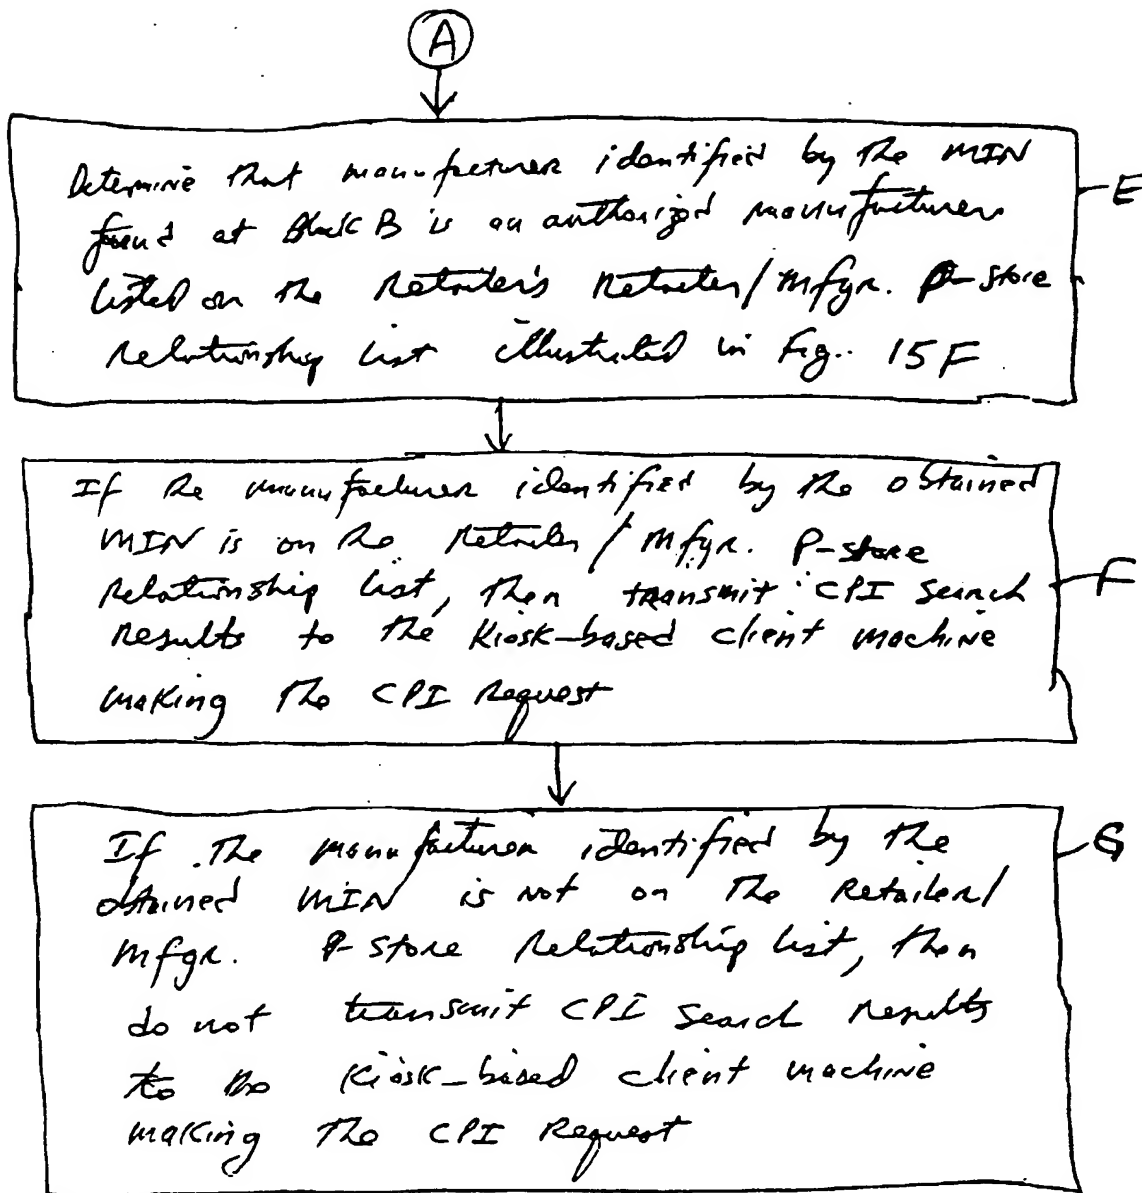 A
Determine that manufacturer identified by the MIN
found at Block B is an authorized manufacturer
listed on the Retailer's Retailer/Mfgr. P-store
relationship list illustrated in Fig. 15F
E
If the manufacturer identified by the obtained
MIN is on the Retailer/Mfgr. P-store
relationship list, then transmit CPI search
results to the Kiosk-based client machine
making the CPI Request
F
If the manufacturer identified by the
obtained MIN is not on the Retailer/
Mfgr. P-store Relationship list, then
do not transmit CPI search results
to the Kiosk-based client machine
making the CPI Request
G